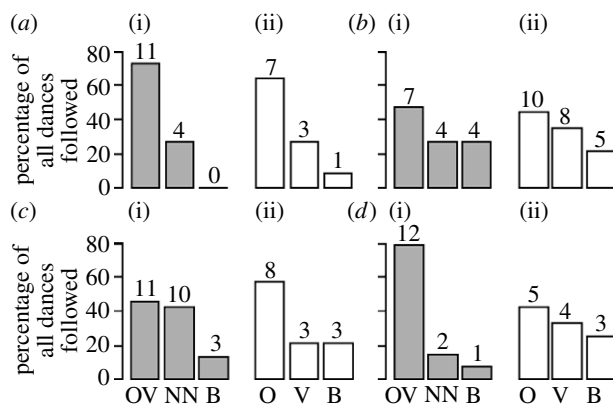 (a) (i) (ii) (b) (i) (ii)
percentage of
all dances
followed
80
60
40
20
0
11 4 0
7 3 1
7 4 4
10 8 5
(c) (i) (ii) (d) (i) (ii)
percentage of
all dances
followed
80
60
40
20
0
11 10 3
8 3 3
12 2 1
5 4 3
OV NN B O V B OV NN B O V B